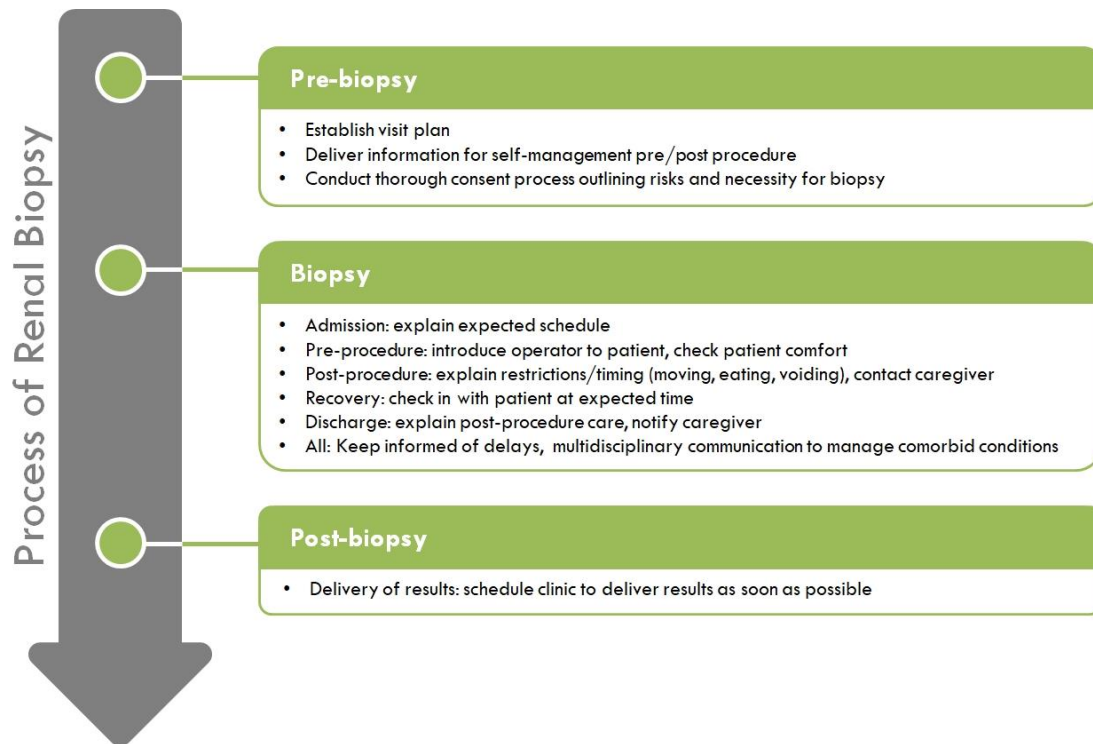 Process of Renal Biopsy
Pre-biopsy
• Establish visit plan
• Deliver information for self-management pre/post procedure
• Conduct thorough consent process outlining risks and necessity for biopsy
Biopsy
• Admission: explain expected schedule
• Pre-procedure: introduce operator to patient, check patient comfort
• Post-procedure: explain restrictions/timing (moving, eating, voiding), contact caregiver
• Recovery: check in with patient at expected time
• Discharge: explain post-procedure care, notify caregiver
• All: Keep informed of delays, multidisciplinary communication to manage comorbid conditions
Post-biopsy
• Delivery of results: schedule clinic to deliver results as soon as possible